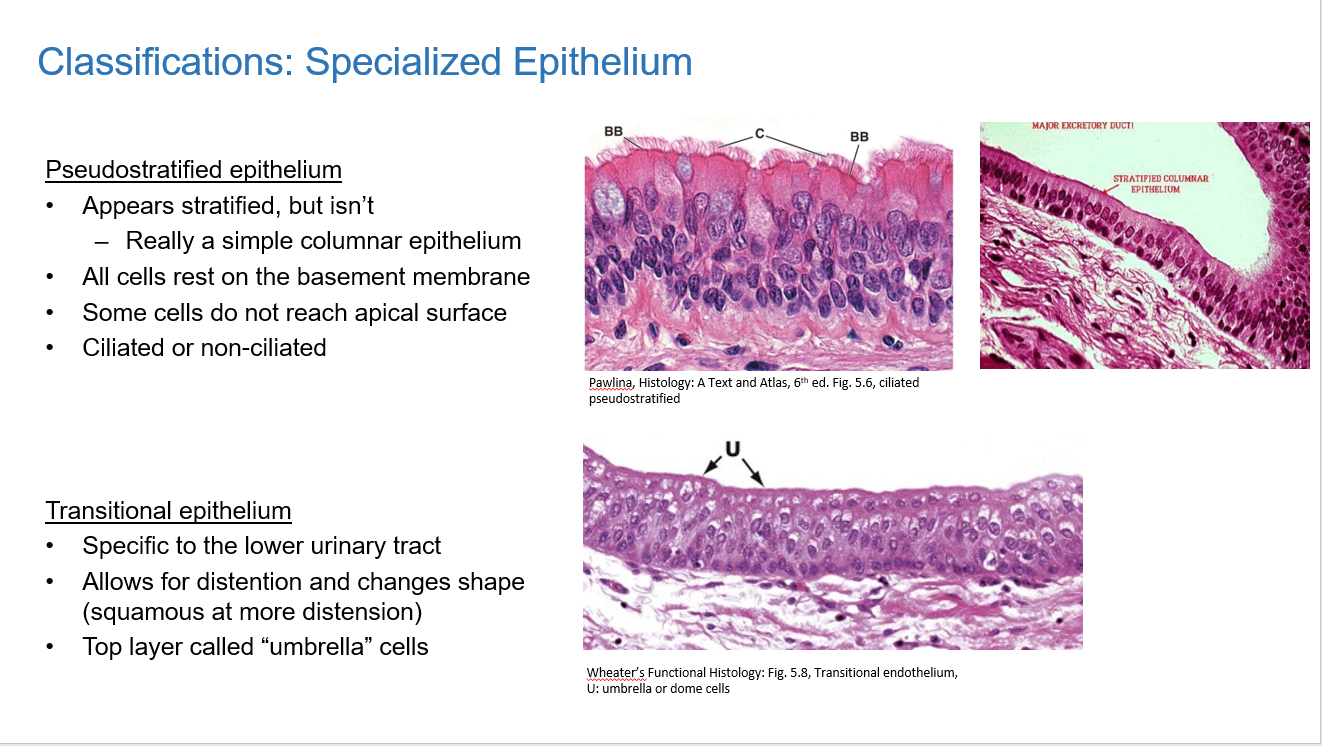 Classifications: Specialized Epithelium
Pseudostratified epithelium
• Appears stratified, but isn’t
– Really a simple columnar epithelium
• All cells rest on the basement membrane
• Some cells do not reach apical surface
• Ciliated or non-ciliated
BB
C
BB
Pawlina, Histology: A Text and Atlas, 6th ed. Fig. 5.6, ciliated
pseudostratified
MAJOR EXCRETORY DUCT!
STRATIFIED COLUMNAR
EPITHELIUM
Transitional epithelium
• Specific to the lower urinary tract
• Allows for distention and changes shape
(squamous at more distension)
• Top layer called “umbrella” cells
U
Wheater’s Functional Histology: Fig. 5.8, Transitional endothelium,
U: umbrella or dome cells